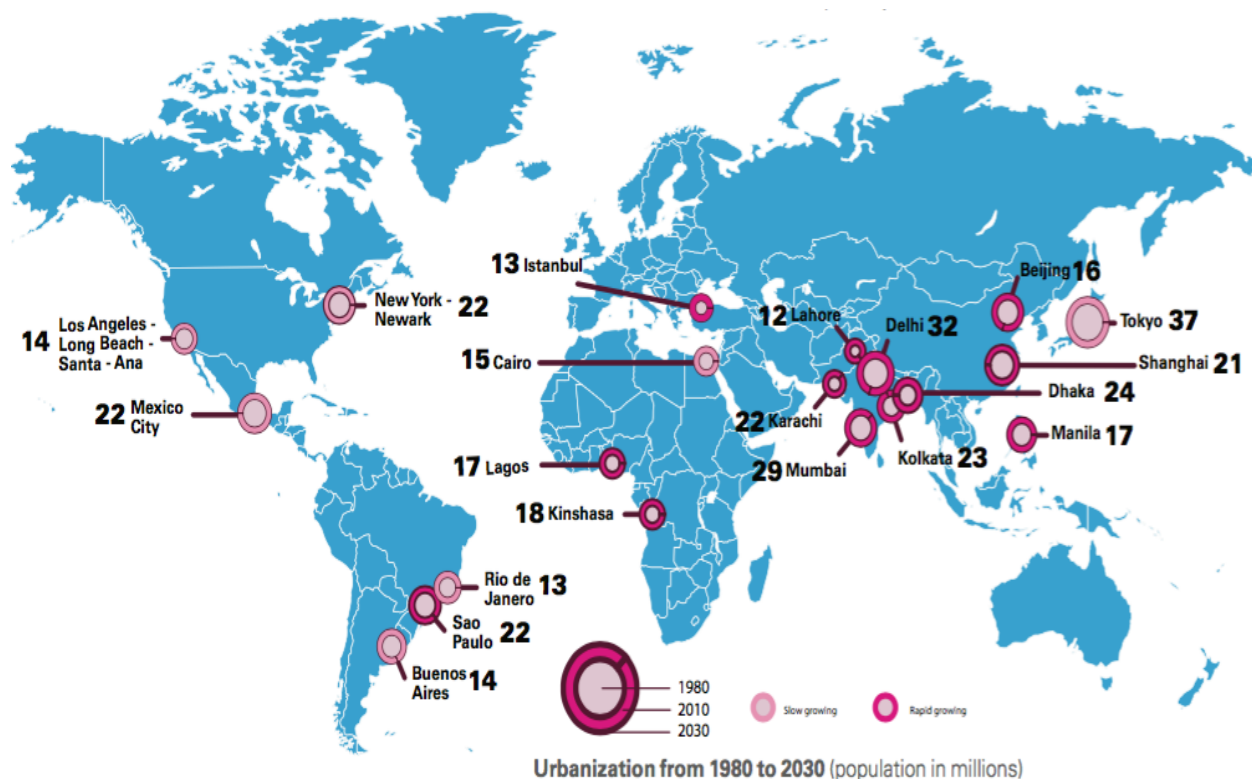 13 Istanbul
Beijing 16
New York -
Newark 22
12 Lahore
Delhi 32
Tokyo 37
14 Los Angeles -
Long Beach -
Santa - Ana
15 Cairo
Shanghai 21
Dhaka 24
22 Mexico
City
22 Karachi
Manila 17
Kolkata 23
29 Mumbai
17 Lagos
18 Kinshasa
Rio de
Janero 13
Sao
Paulo 22
Buenos
Aires 14
1980
2010
2030
Slow growing
Rapid growing
Urbanization from 1980 to 2030 (population in millions)